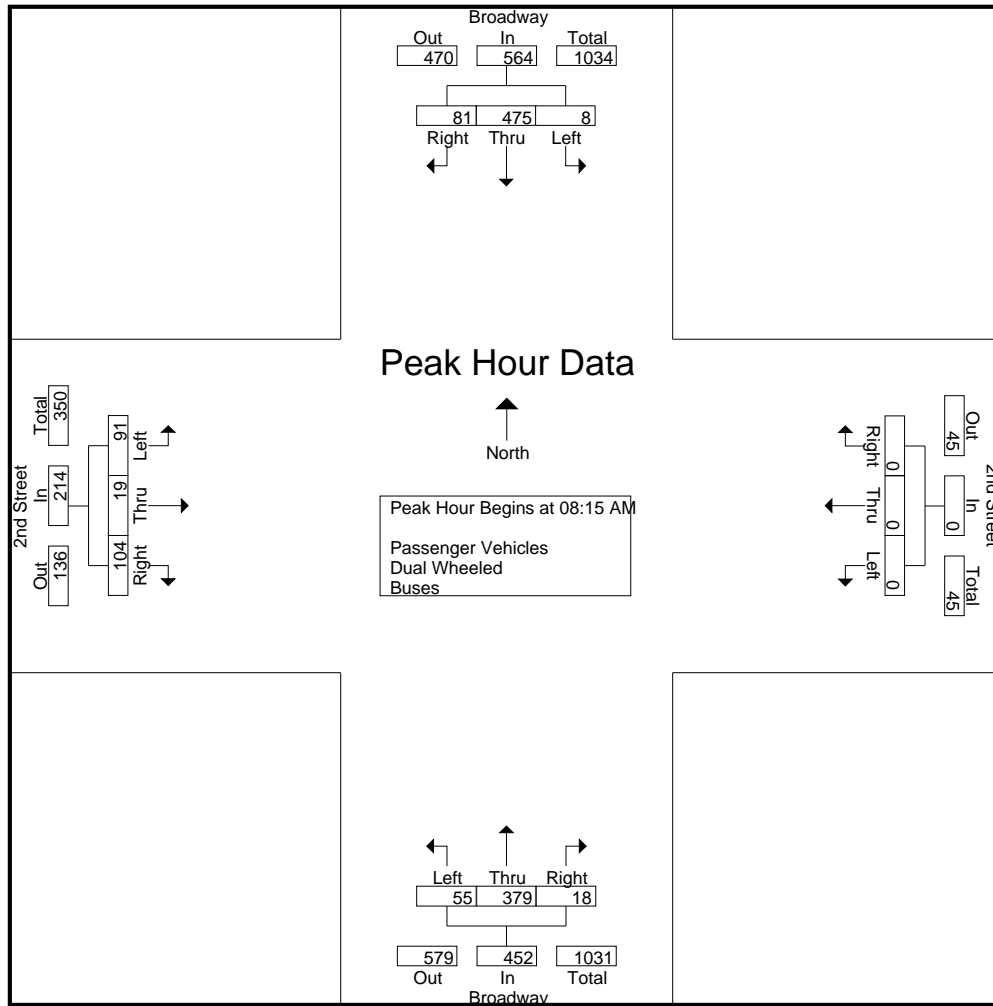 Broadway
Out In Total
470 564 1034
81 475 8
Right Thru Left
Peak Hour Data
North
Peak Hour Begins at 08:15 AM
Passenger Vehicles
Dual Wheeled
Buses
2nd Street
Out In Total
136 214 350
Left Thru Right
91 19 104
2nd Street
Out In Total
45 0 45
Right Thru Left
0 0 0
Left Thru Right
55 379 18
579 452 1031
Out In Total
Broadway